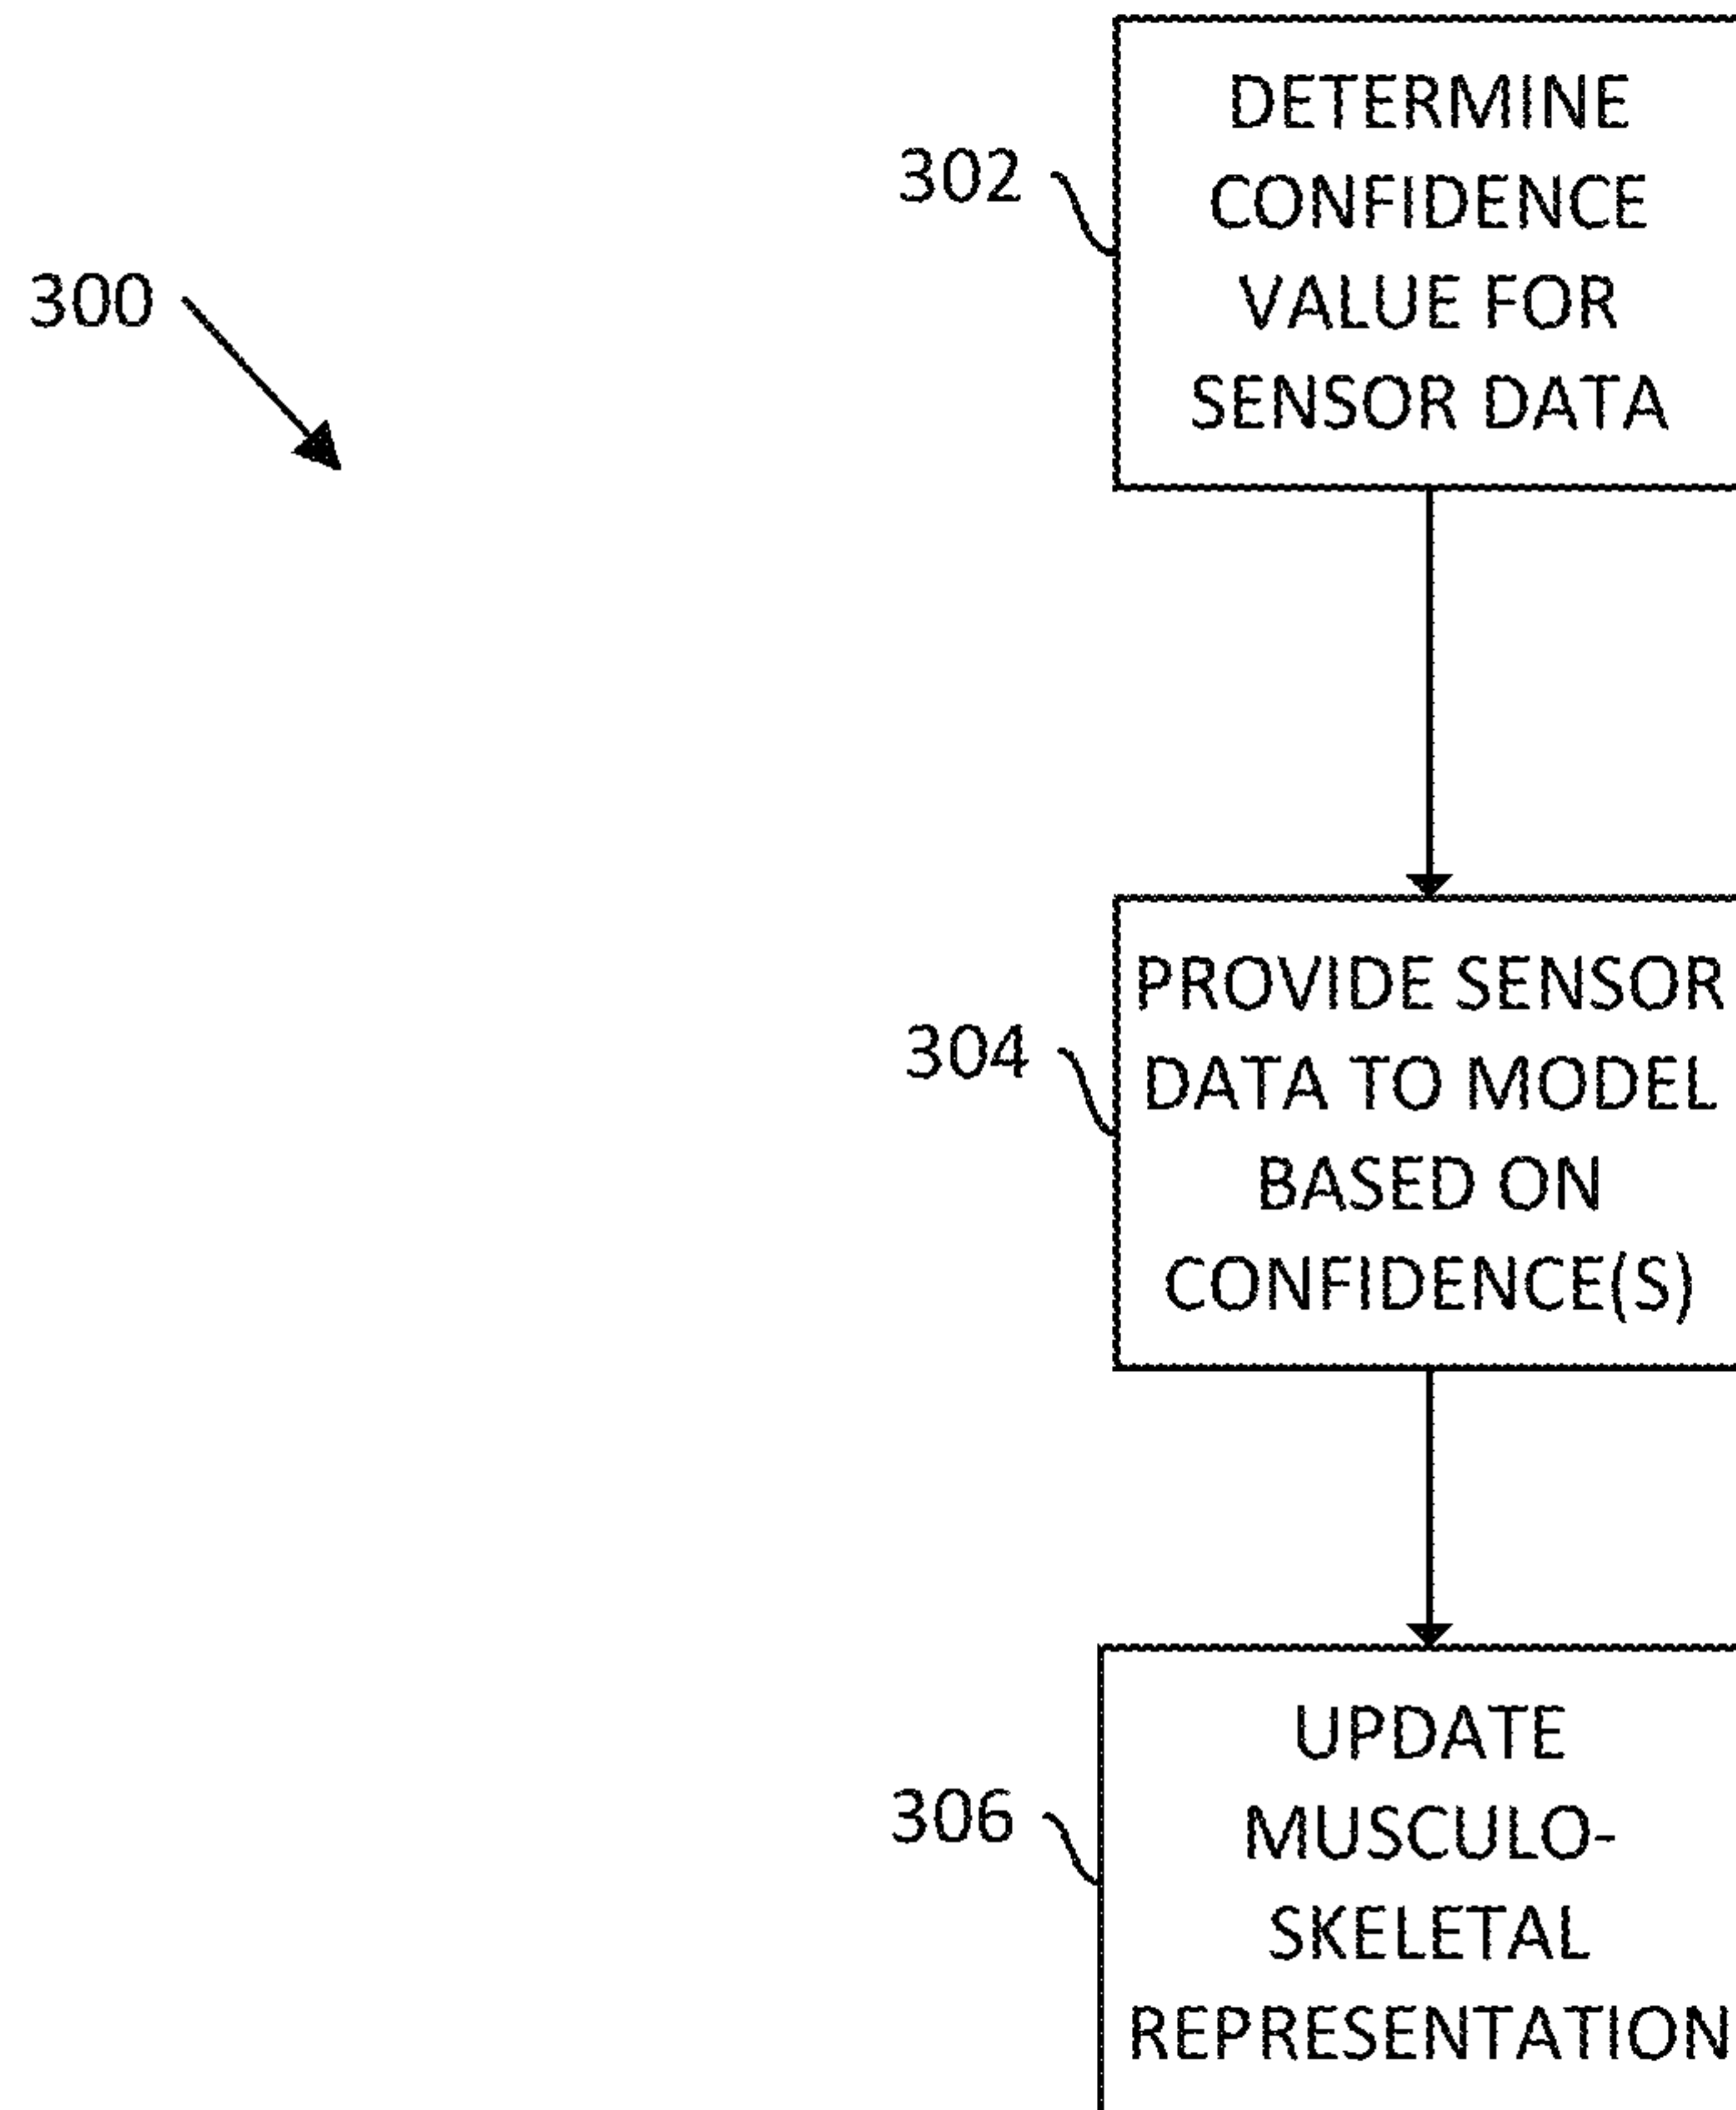 300
302
DETERMINE
CONFIDENCE
VALUE FOR
SENSOR DATA
304
PROVIDE SENSOR
DATA TO MODEL
BASED ON
CONFIDENCE(S)
306
UPDATE
MUSCULO-
SKELETAL
REPRESENTATION